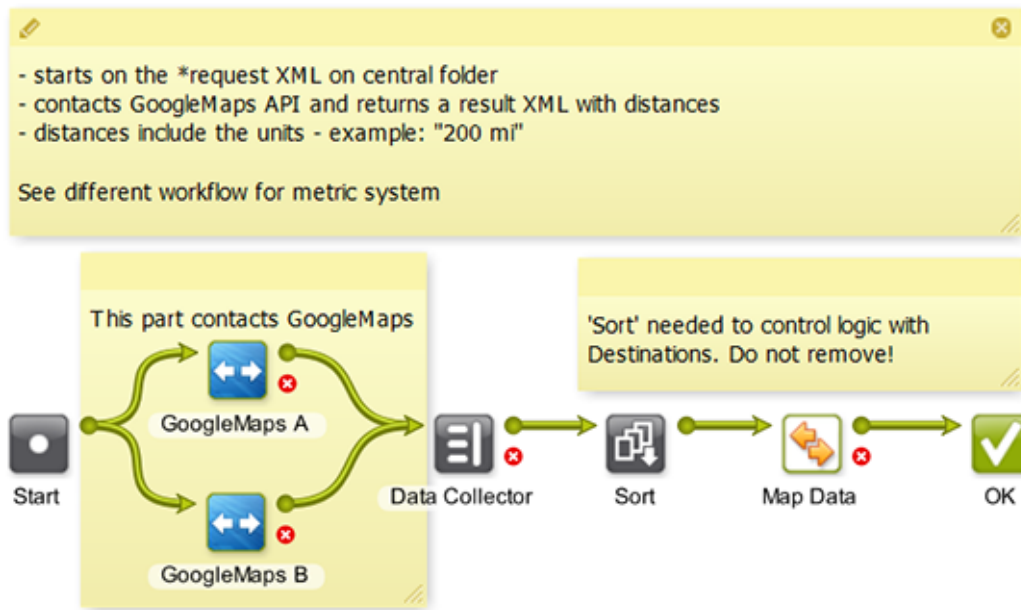 - starts on the *request XML on central folder
- contacts GoogleMaps API and returns a result XML with distances
- distances include the units - example: "200 mi"
See different workflow for metric system
This part contacts GoogleMaps
'Sort' needed to control logic with
Destinations. Do not remove!
GoogleMaps A
Start
Data Collector
Sort
Map Data
OK
GoogleMaps B